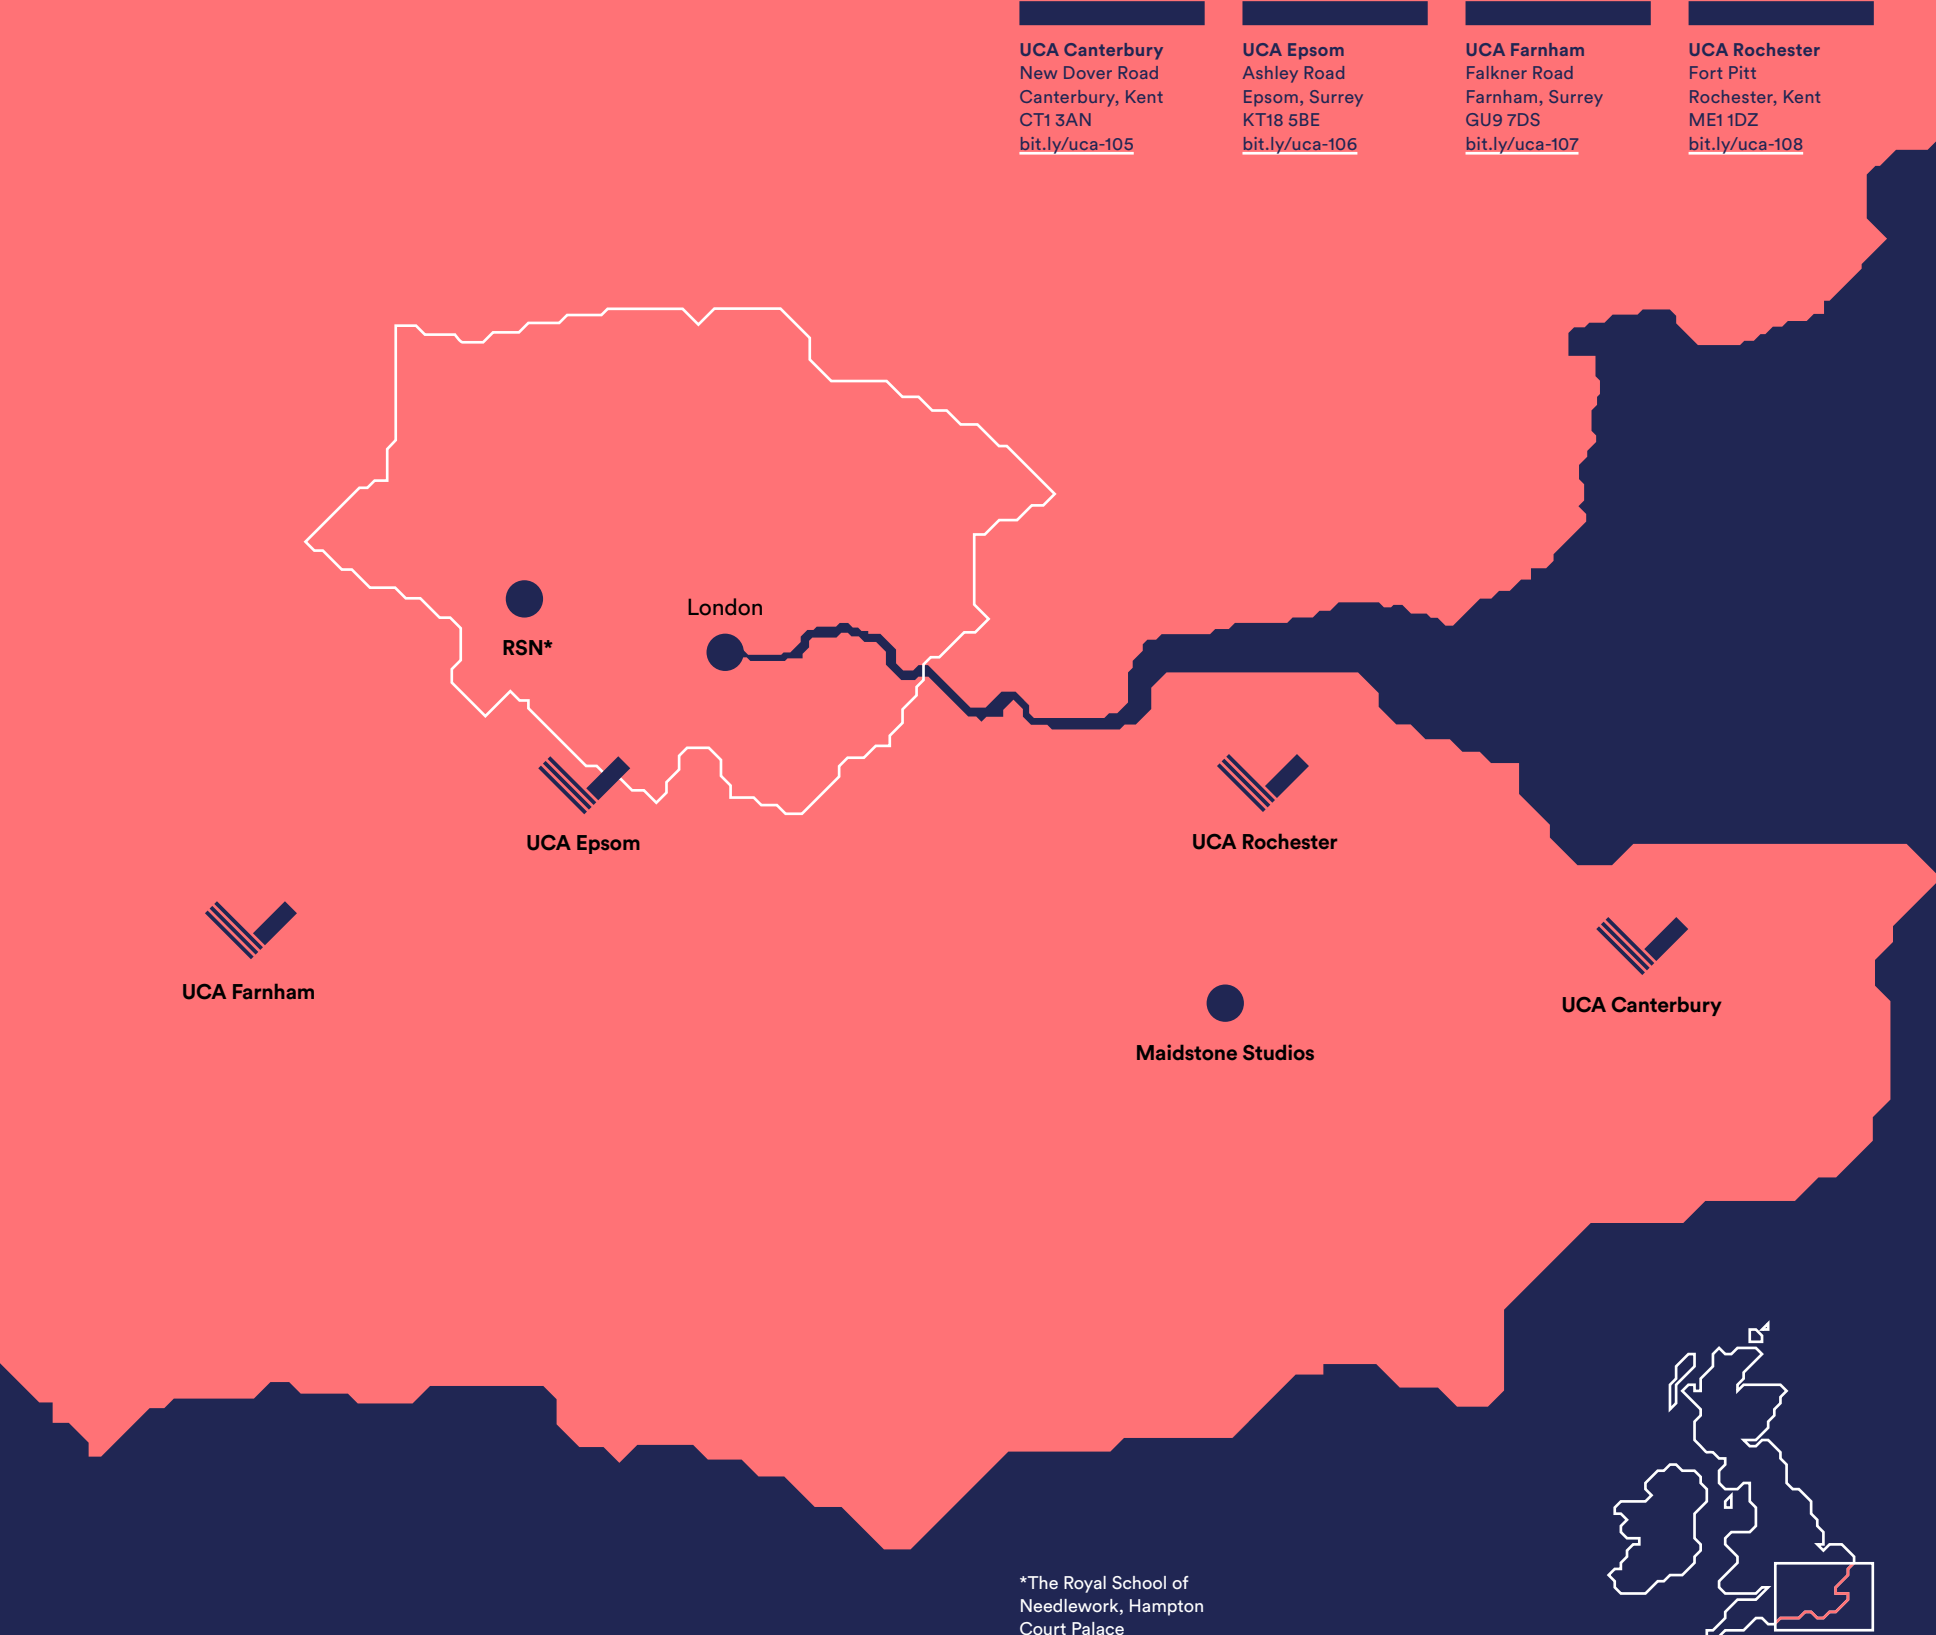 UCA Canterbury
New Dover Road
Canterbury, Kent
CT1 3AN
bit.ly/uca-105
UCA Epsom
Ashley Road
Epsom, Surrey
KT18 5BE
bit.ly/uca-106
UCA Farnham
Falkner Road
Farnham, Surrey
GU9 7DS
bit.ly/uca-107
UCA Rochester
Fort Pitt
Rochester, Kent
ME1 1DZ
bit.ly/uca-108
London
RSN*
UCA Epsom
UCA Rochester
UCA Farnham
UCA Canterbury
Maidstone Studios
*The Royal School of
Needlework, Hampton
Court Palace